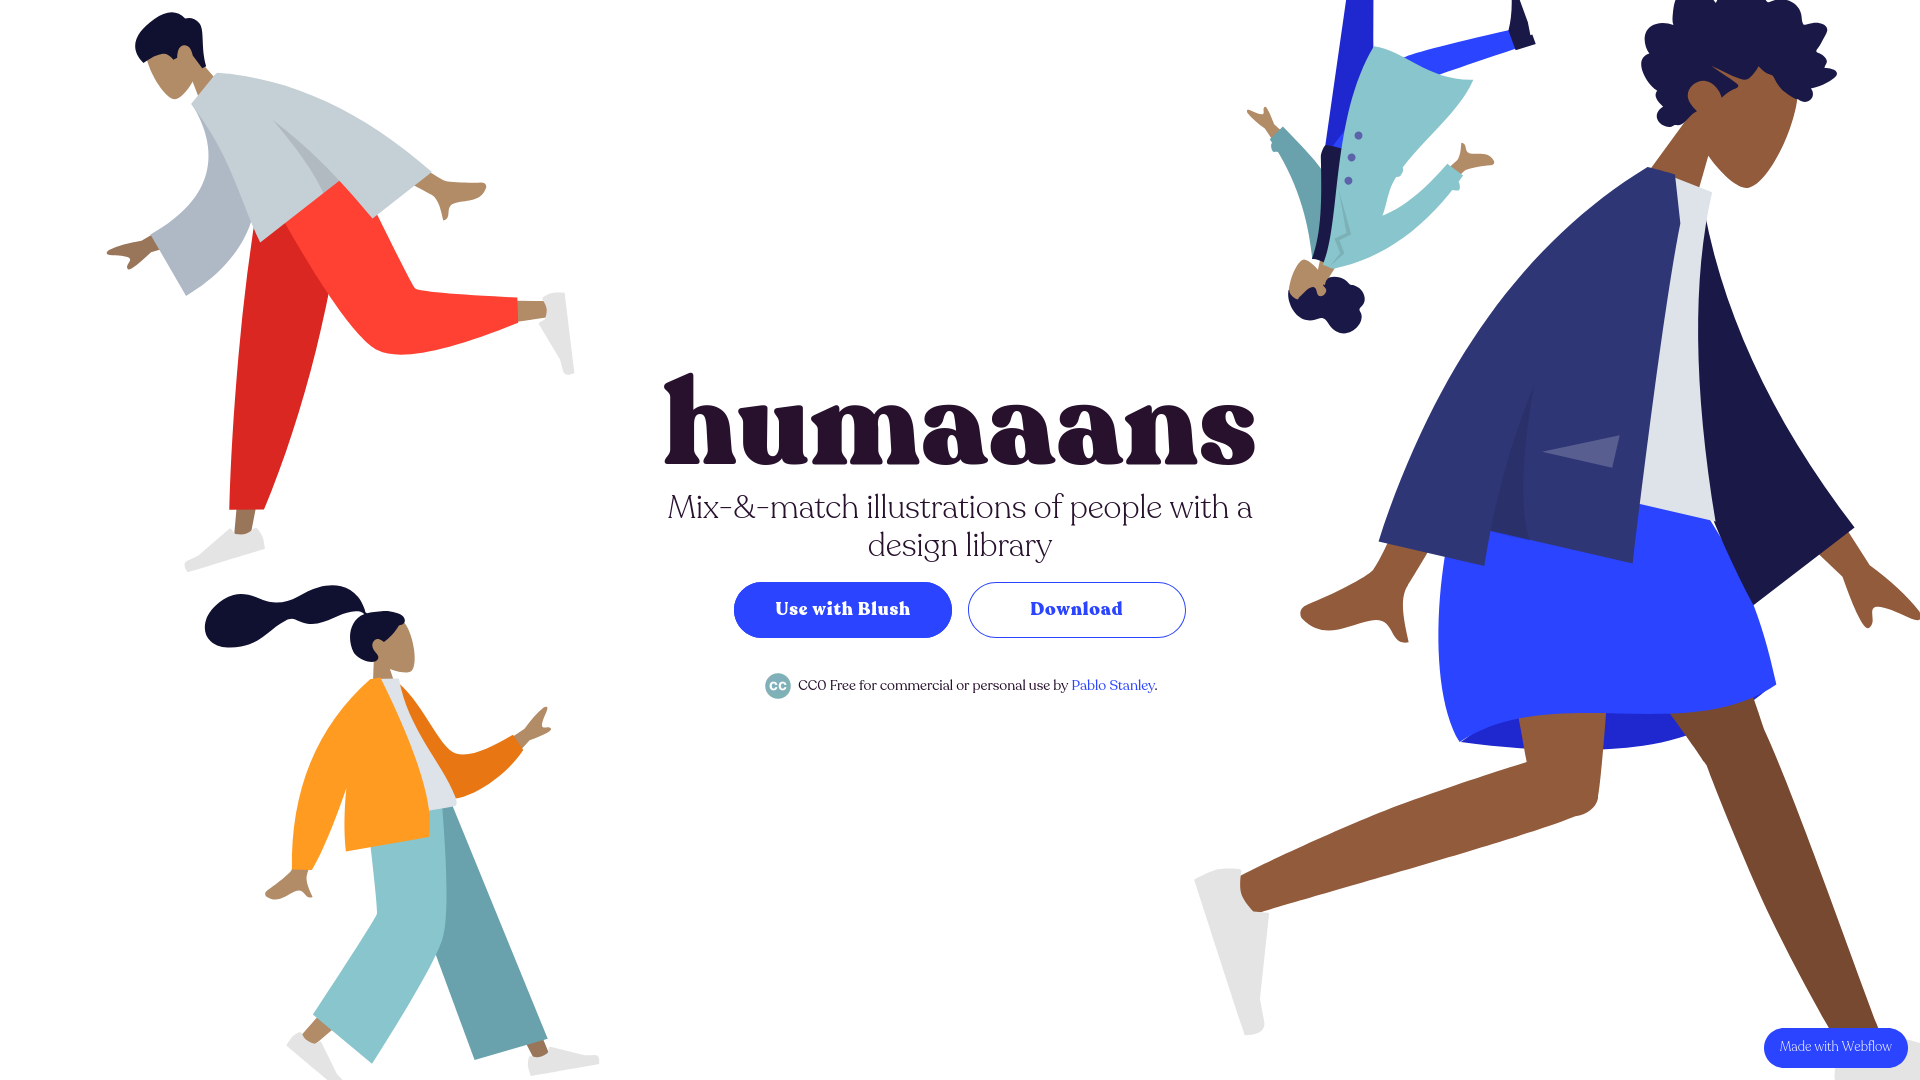 humaaans
Mix-&-match illustrations of people with a
design library
Use with Blush
Download
CC CC0 Free for commercial or personal use by Pablo Stanley.
Made with Webflow